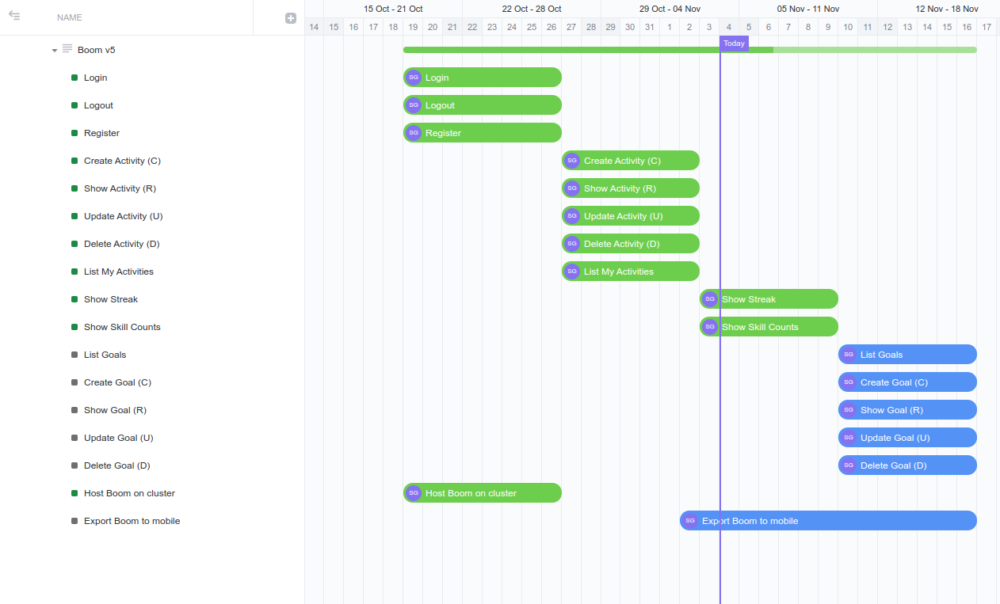 NAME
15 Oct - 21 Oct 22 Oct - 28 Oct 29 Oct - 04 Nov 05 Nov - 11 Nov 12 Nov - 18 Nov
14 15 16 17 18 19 20 21 22 23 24 25 26 27 28 29 30 31 1 2 3 4 5 6 7 8 9 10 11 12 13 14 15 16 17
Today
Boom v5
Login SG Login
Logout SG Logout
Register SG Register
Create Activity (C) SG Create Activity (C)
Show Activity (R) SG Show Activity (R)
Update Activity (U) SG Update Activity (U)
Delete Activity (D) SG Delete Activity (D)
List My Activities SG List My Activities
Show Streak SG Show Streak
Show Skill Counts SG Show Skill Counts
List Goals SG List Goals
Create Goal (C) SG Create Goal (C)
Show Goal (R) SG Show Goal (R)
Update Goal (U) SG Update Goal (U)
Delete Goal (D) SG Delete Goal (D)
Host Boom on cluster SG Host Boom on cluster
Export Boom to mobile SG Export Boom to mobile